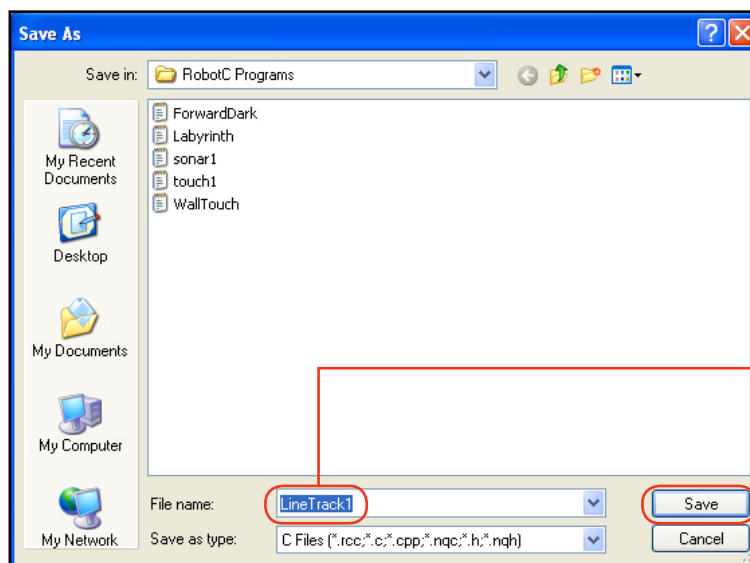 Save As
Save in:
RobotC Programs
My Recent
Documents
Desktop
My Documents
My Computer
My Network
ForwardDark
Labyrinth
sonar1
touch1
WallTouch
File name:
LineTrack1
Save
Save as type:
C Files (*.rcc;*.c;*.cpp;*.nqc;*.h;*.nqh)
Cancel